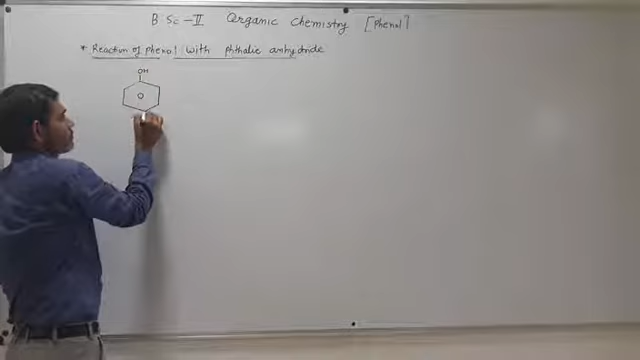 B Sc-II Organic Chemistry [Phenol]
* Reaction of phenol with phthalic anhydride
OH